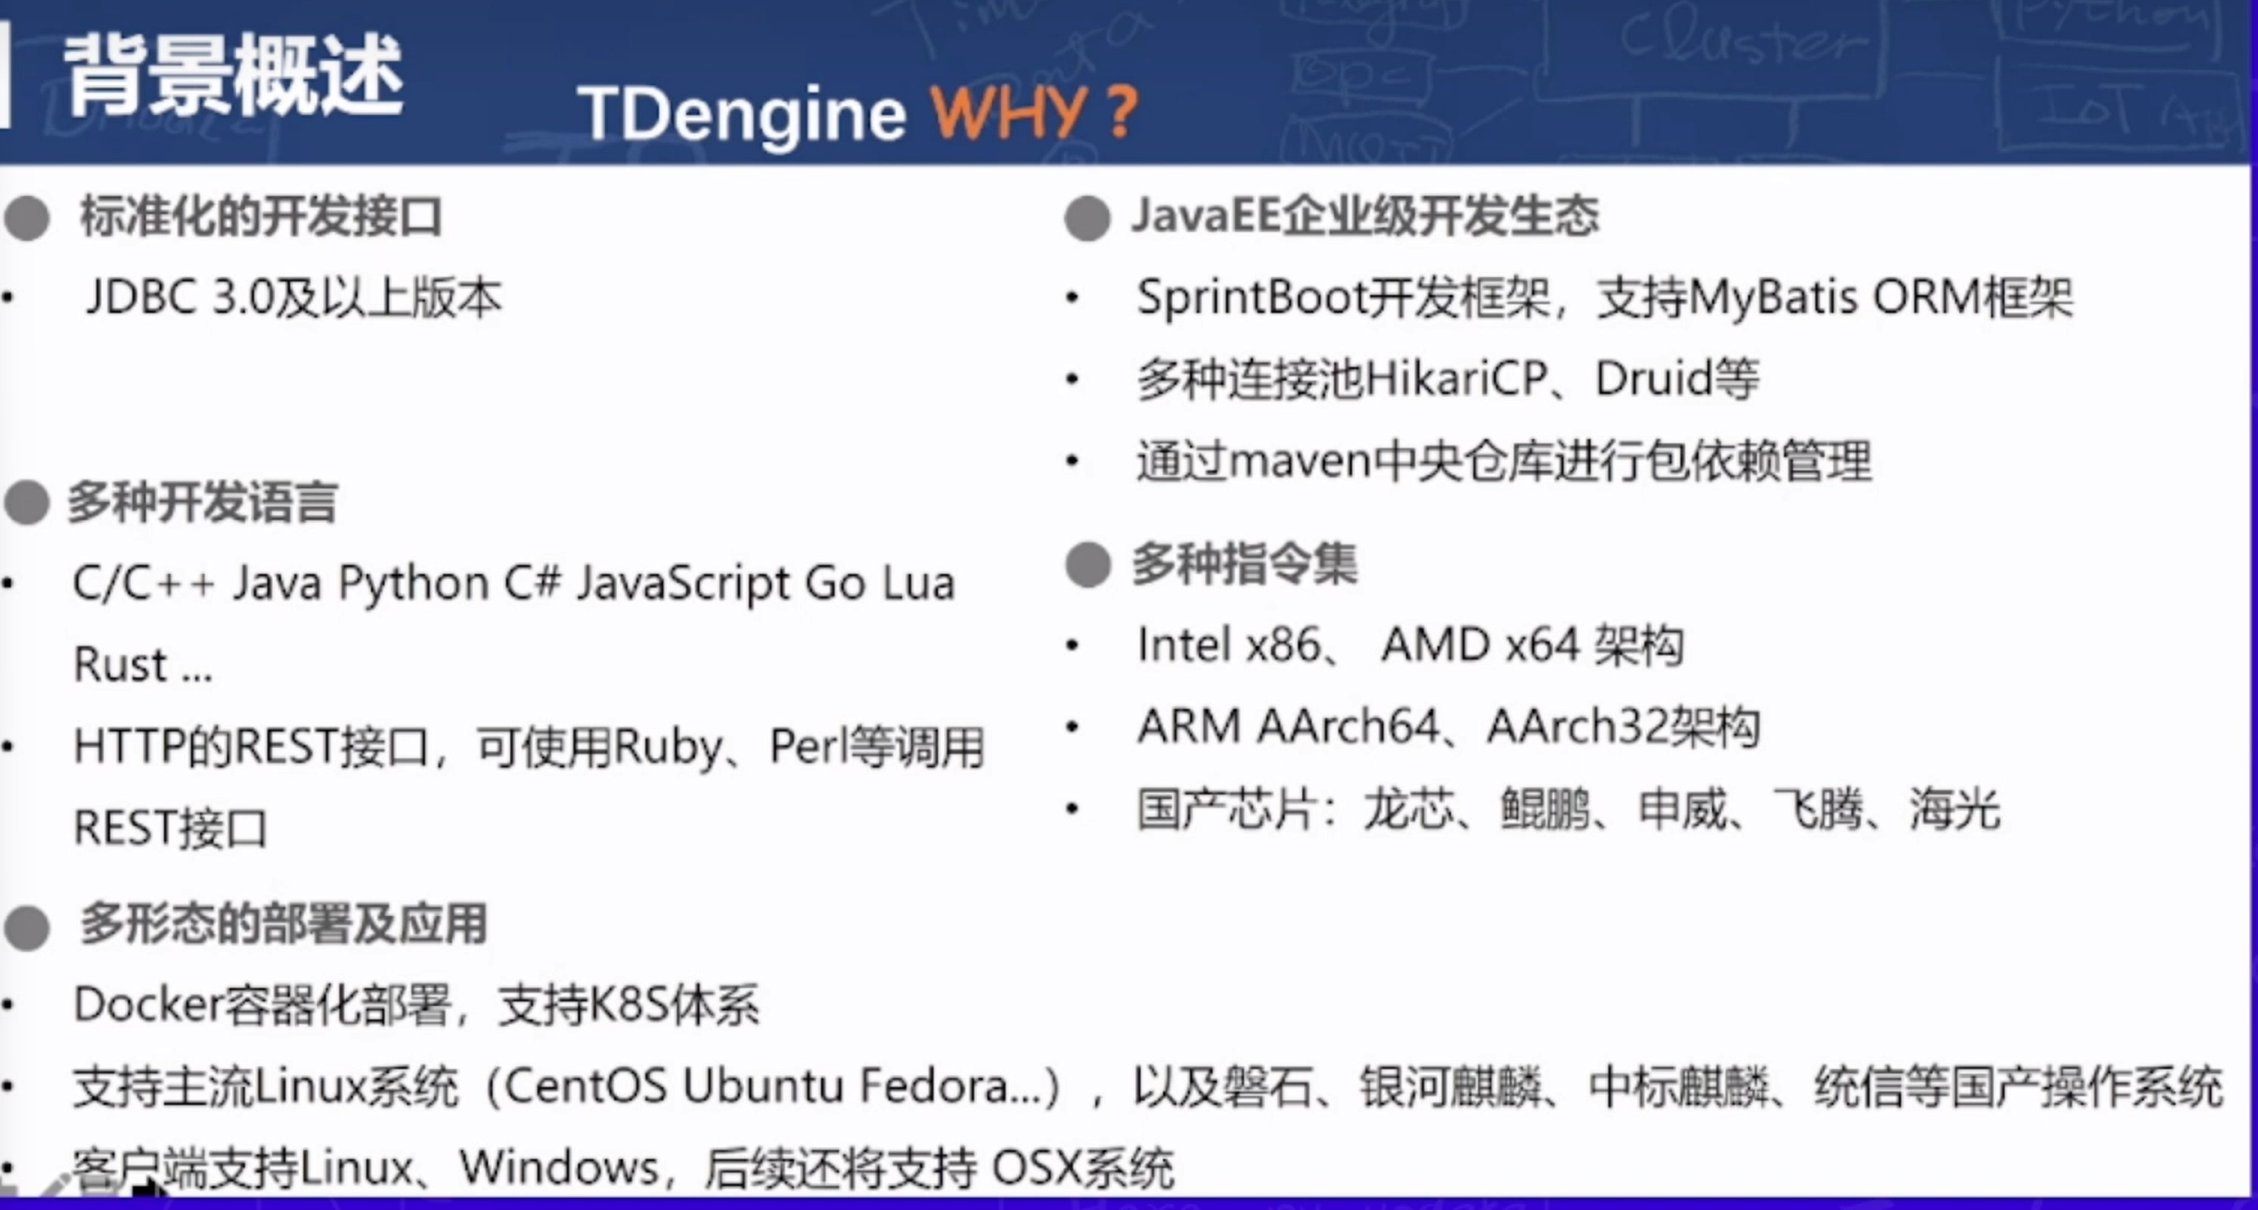 背景概述
TDengine WHY？
Cluster
Python
opc
IoT
MQTT
● 标准化的开发接口
• JDBC 3.0及以上版本
● 多种开发语言
• C/C++ Java Python C# JavaScript Go Lua
Rust ...
• HTTP的REST接口，可使用Ruby、Perl等调用
REST接口
● JavaEE企业级开发生态
• SprintBoot开发框架，支持MyBatis ORM框架
• 多种连接池HikariCP、Druid等
• 通过maven中央仓库进行包依赖管理
● 多种指令集
• Intel x86、 AMD x64 架构
• ARM AArch64、AArch32架构
• 国产芯片：龙芯、鲲鹏、申威、飞腾、海光
● 多形态的部署及应用
• Docker容器化部署，支持K8S体系
• 支持主流Linux系统（CentOS Ubuntu Fedora...），以及磐石、银河麒麟、中标麒麟、统信等国产操作系统
• 客户端支持Linux、Windows，后续还将支持 OSX系统